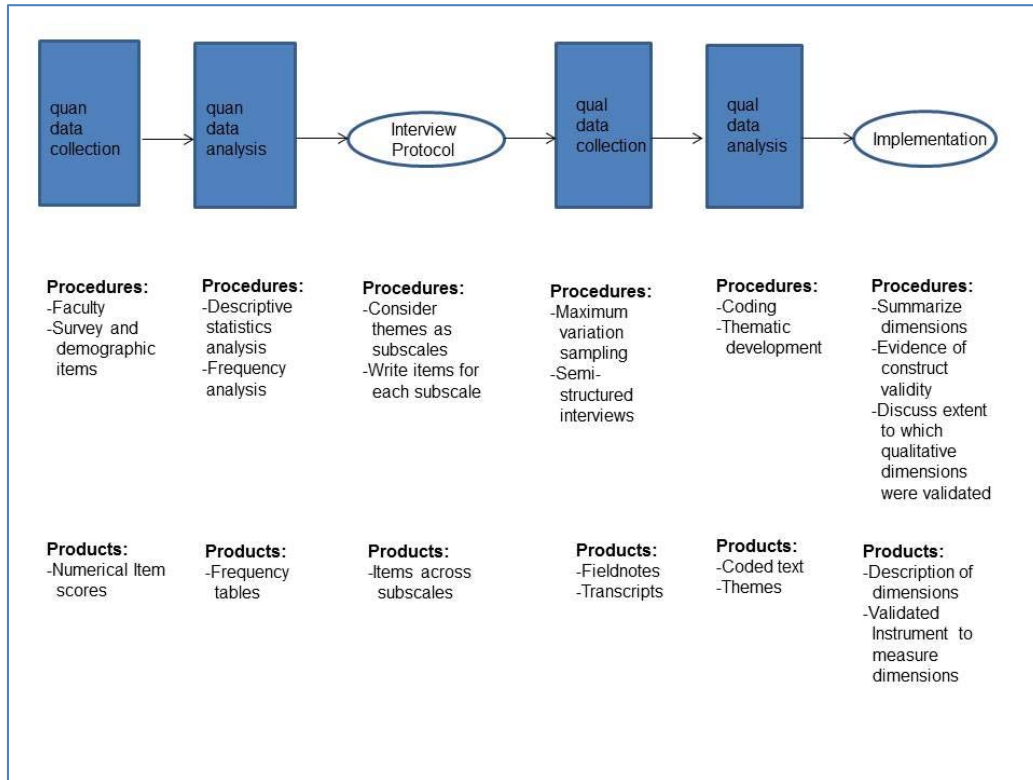 quan
data
collection
quan
data
analysis
Interview
Protocol
qual
data
collection
qual
data
analysis
Implementation
Procedures:
-Faculty
-Survey and
demographic
items
Procedures:
-Descriptive
statistics
analysis
-Frequency
analysis
Procedures:
-Consider
themes as
subscales
-Write items for
each subscale
Procedures:
-Maximum
variation
sampling
-Semi-
structured
interviews
Procedures:
-Coding
-Thematic
development
Procedures:
-Summarize
dimensions
-Evidence of
construct
validity
-Discuss extent
to which
qualitative
dimensions
were validated
Products:
-Numerical Item
scores
Products:
-Frequency
tables
Products:
-Items across
subscales
Products:
-Fieldnotes
-Transcripts
Products:
-Coded text
-Themes
Products:
-Description of
dimensions
-Validated
Instrument to
measure
dimensions